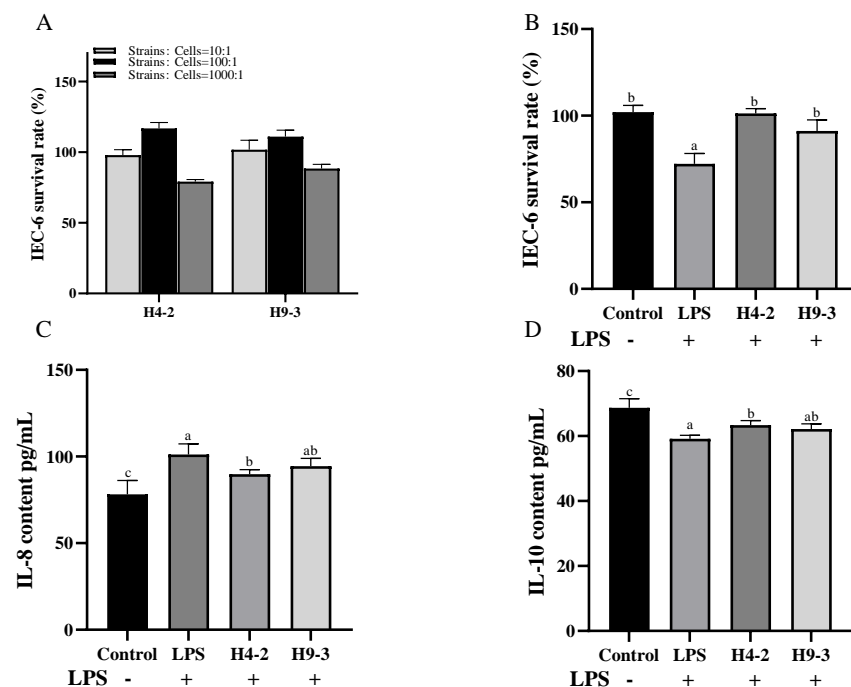 A
Strains: Cells=10:1
Strains: Cells=100:1
Strains: Cells=1000:1
IEC-6 survival rate (%)
150
100
50
0
H4-2 H9-3
B
IEC-6 survival rate (%)
150
100
50
0
b a b b
Control LPS H4-2 H9-3
LPS - + + +
C
IL-8 content pg/mL
150
100
50
0
c a b ab
Control LPS H4-2 H9-3
LPS - + + +
D
IL-10 content pg/mL
80
60
40
20
0
c a b ab
Control LPS H4-2 H9-3
LPS - + + +